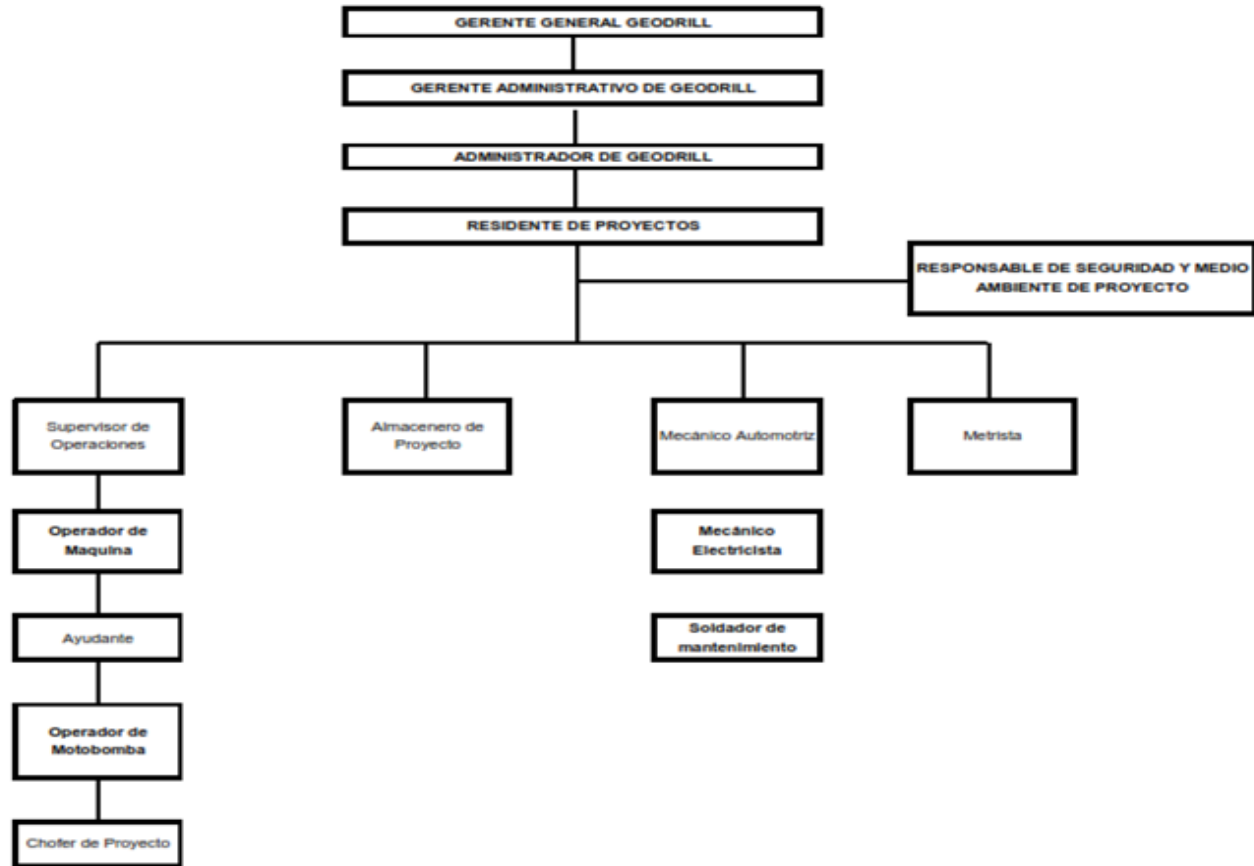 GERENTE GENERAL GEODRILL
GERENTE ADMINISTRATIVO DE GEODRILL
ADMINISTRADOR DE GEODRILL
RESIDENTE DE PROYECTOS
RESPONSABLE DE SEGURIDAD Y MEDIO
AMBIENTE DE PROYECTO
Supervisor de
Operaciones
Almacenero de
Proyecto
Mecánico Automotriz
Metrista
Operador de
Maquina
Mecánico
Electricista
Ayudante
Soldador de
mantenimiento
Operador de
Motobomba
Chofer de Proyecto